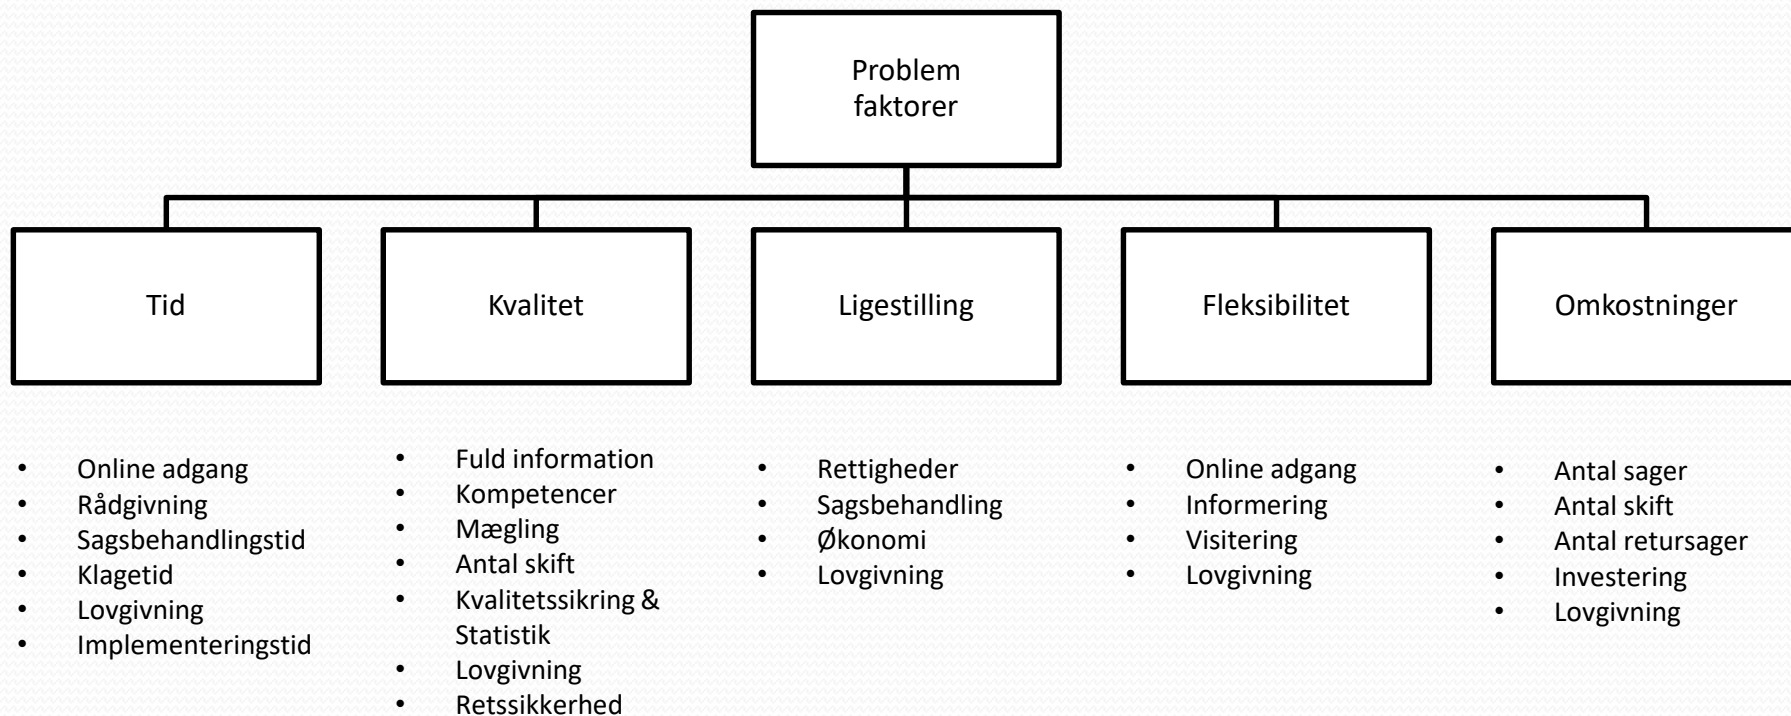 Problem
faktorer
Tid
Kvalitet
Ligestilling
Fleksibilitet
Omkostninger
• Online adgang
• Rådgivning
• Sagsbehandlingstid
• Klagetid
• Lovgivning
• Implementeringstid
• Fuld information
• Kompetencer
• Mægling
• Antal skift
• Kvalitetssikring &
Statistik
• Lovgivning
• Retssikkerhed
• Rettigheder
• Sagsbehandling
• Økonomi
• Lovgivning
• Online adgang
• Informering
• Visitering
• Lovgivning
• Antal sager
• Antal skift
• Antal retursager
• Investering
• Lovgivning